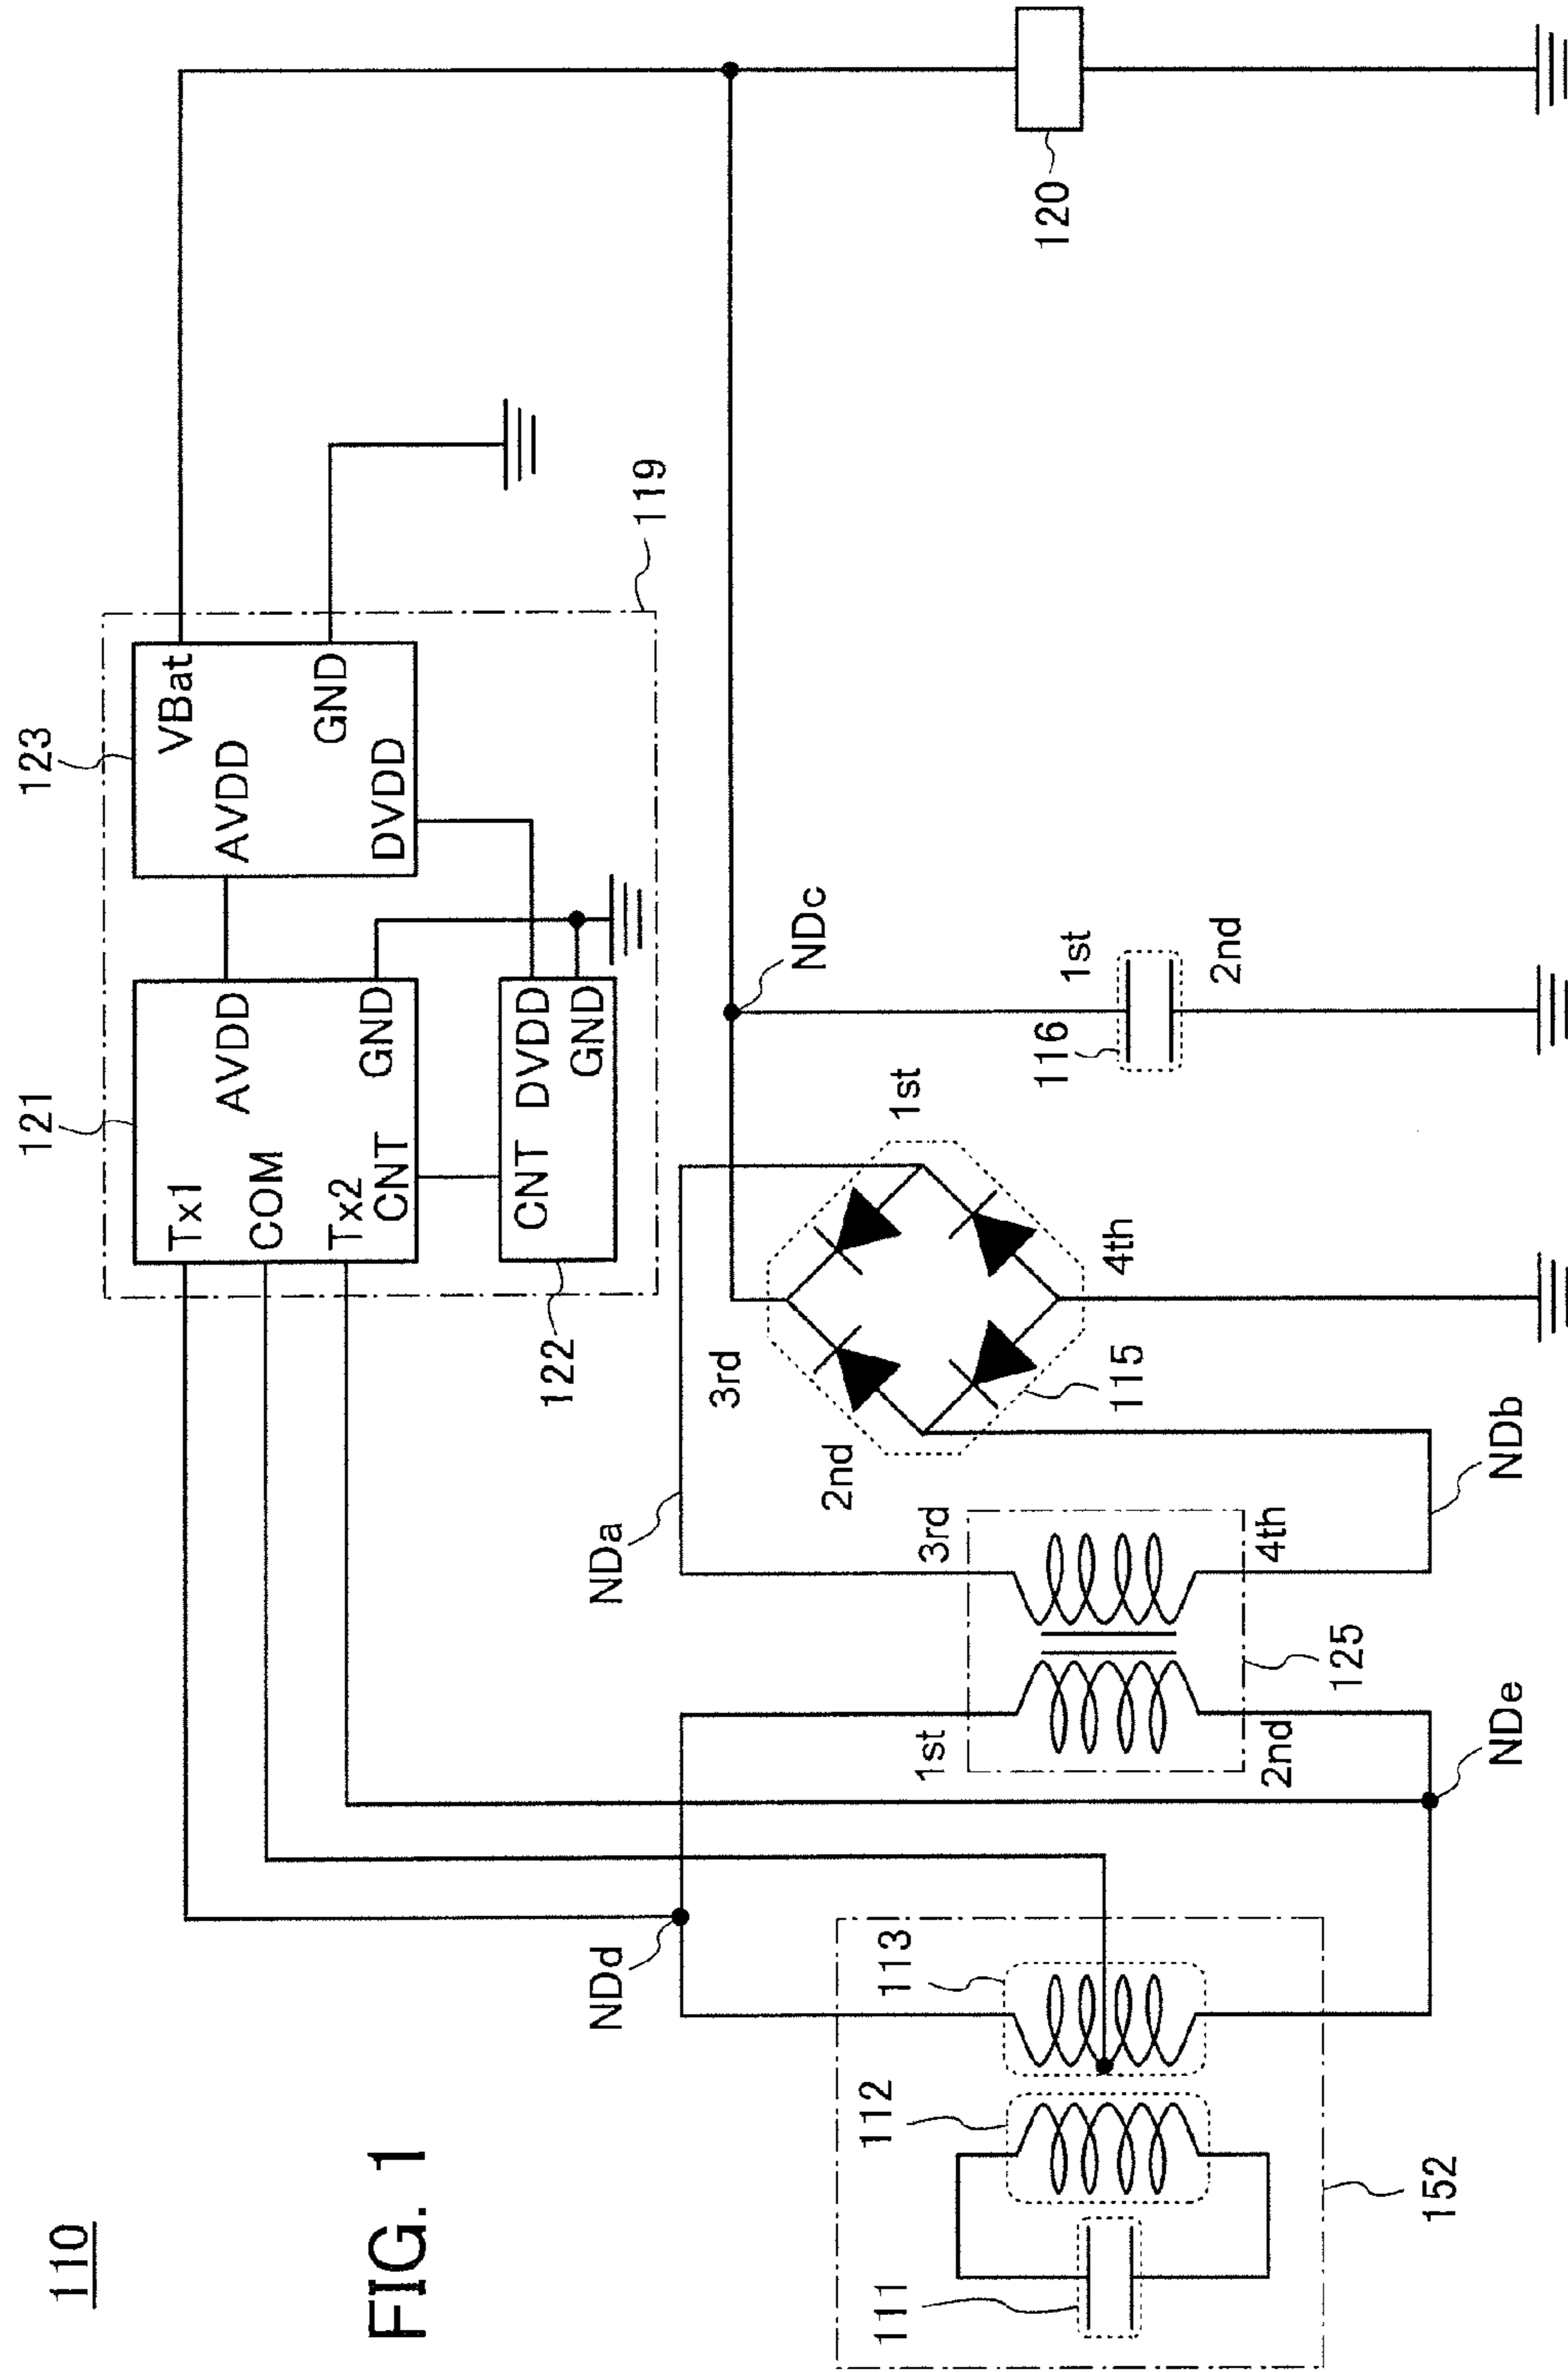 110
FIG. 1
123
VBat
AVDD
GND
DVDD
119
121
Tx1
COM
Tx2
CNT
AVDD
GND
122
CNT
DVDD
GND
120
NDc
1st
116
2nd
1st
3rd
2nd
4th
115
NDa
NDb
3rd
4th
125
1st
2nd
NDe
NDd
113
112
111
152